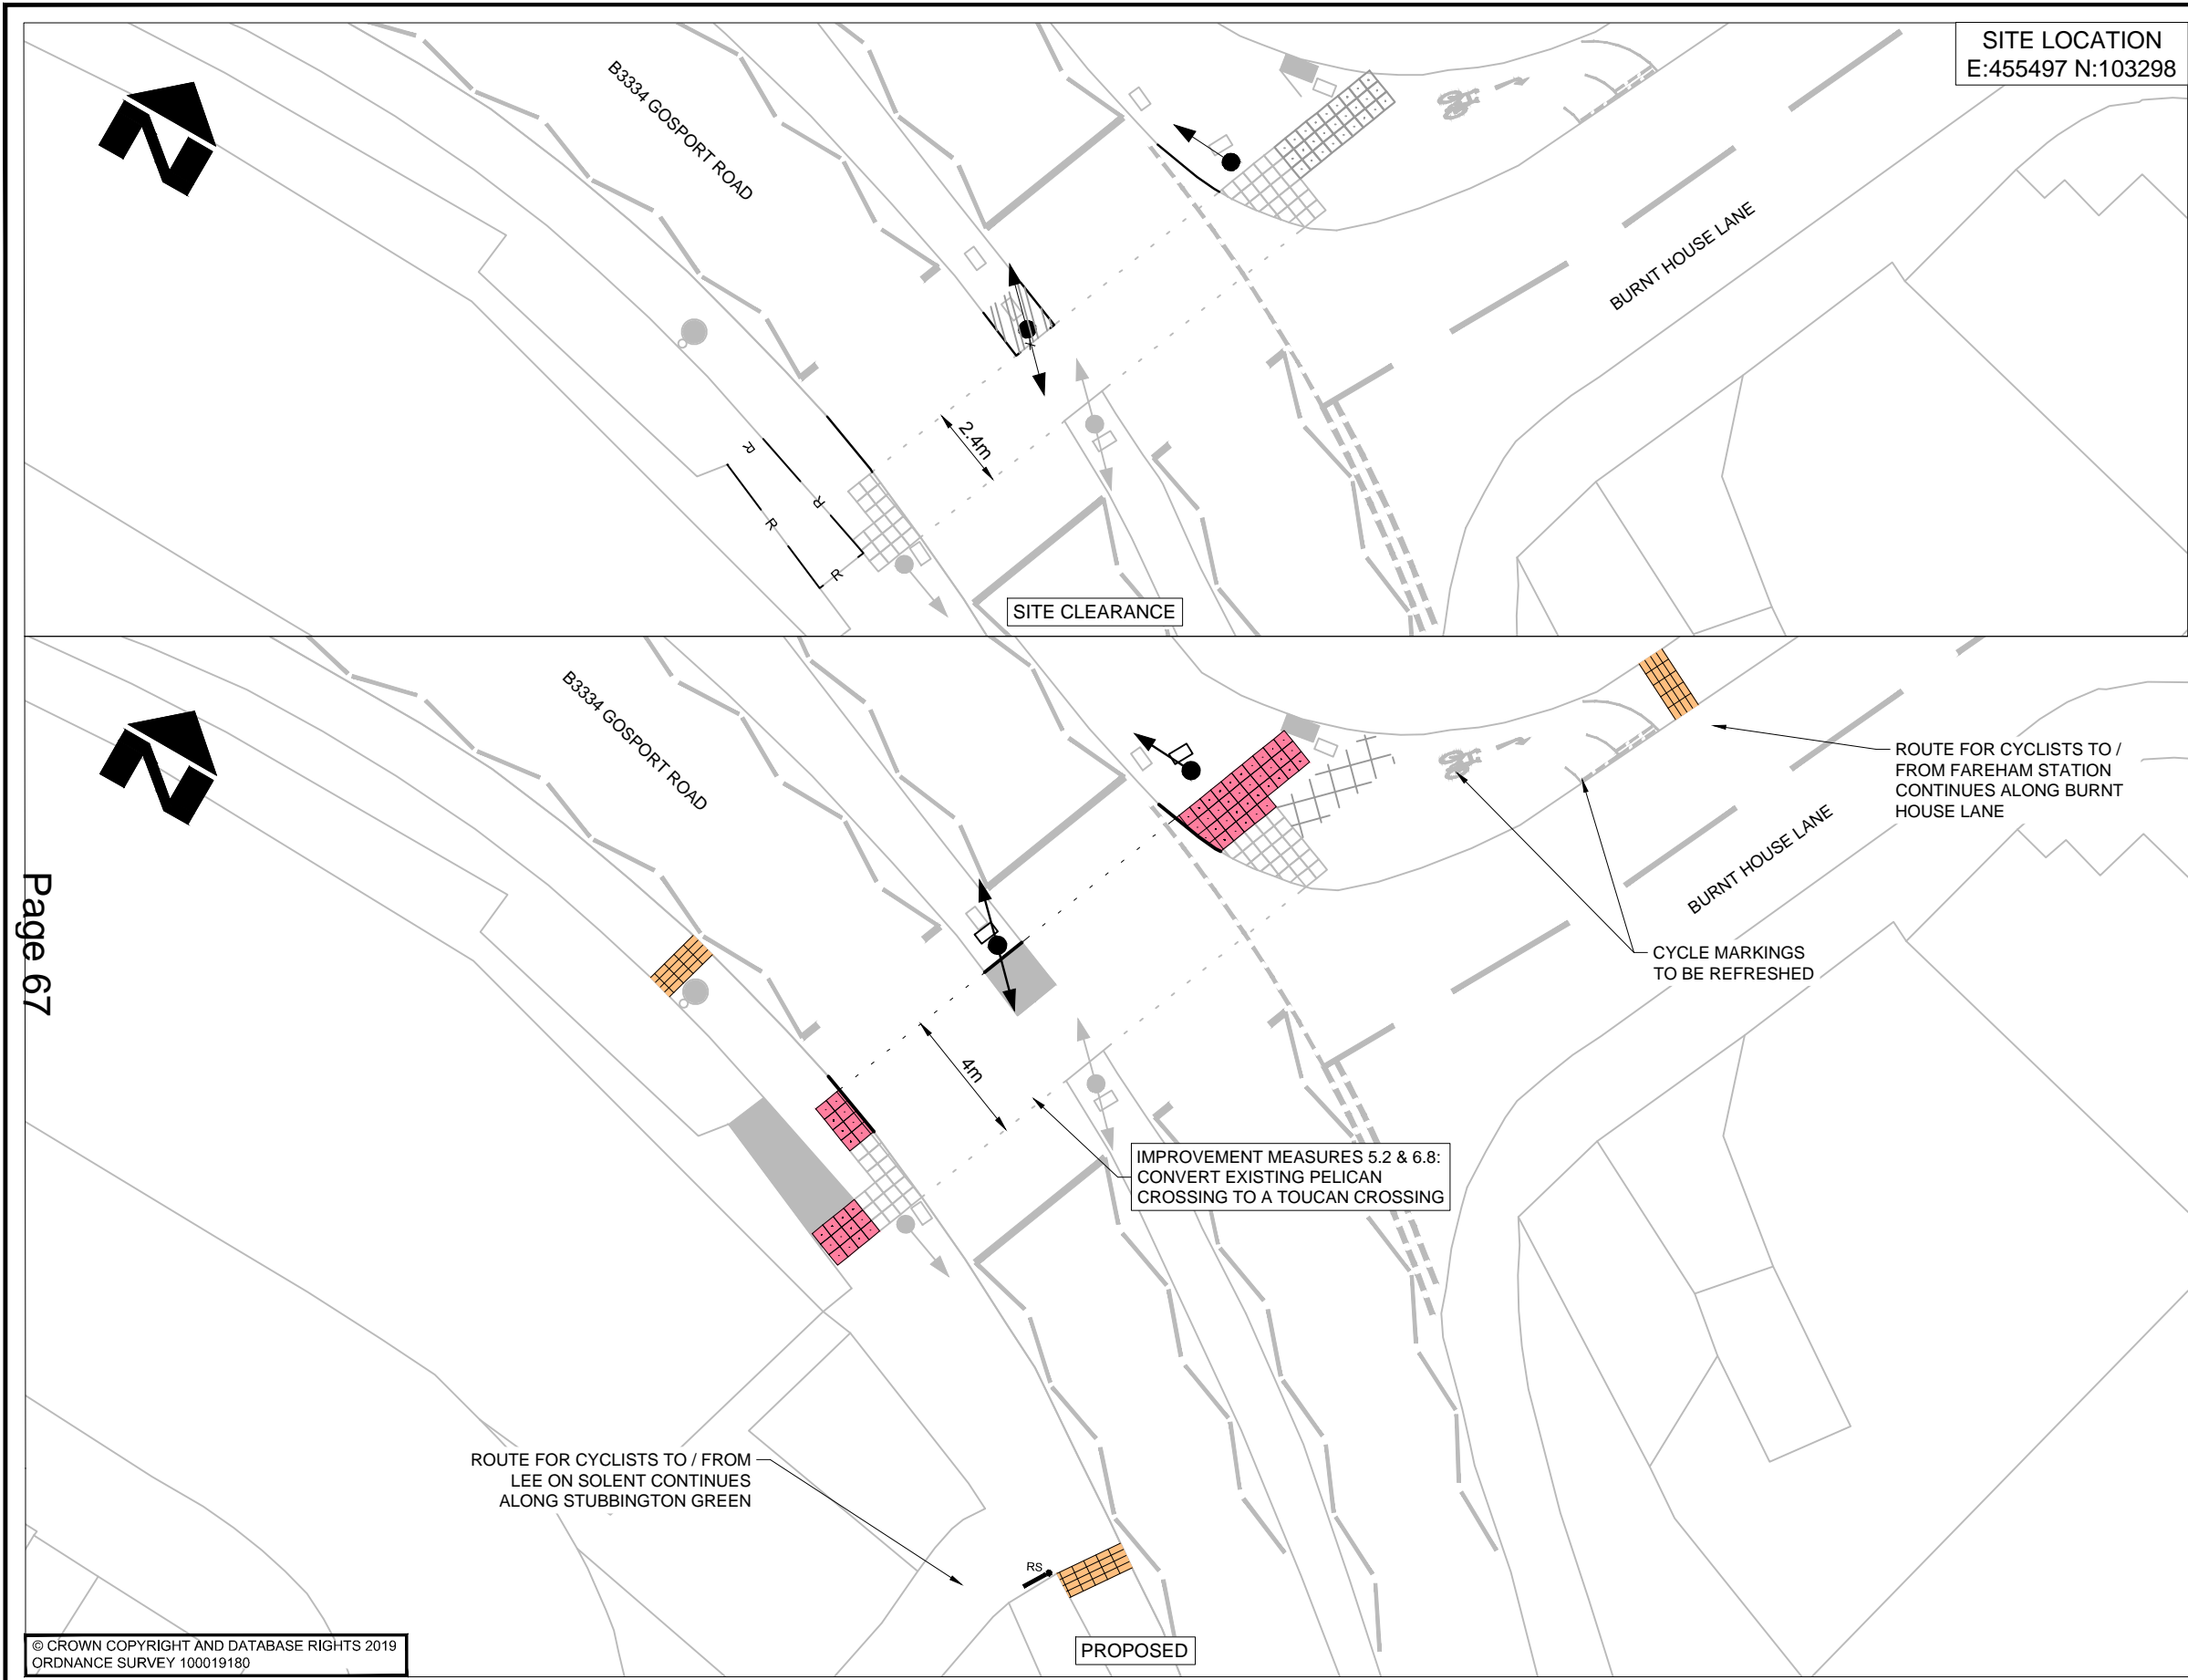 SITE LOCATION
E:455497 N:103298
B3334 GOSPORT ROAD
BURNT HOUSE LANE
2.4m
R
R
R
R
x
SITE CLEARANCE
N
B3334 GOSPORT ROAD
ROUTE FOR CYCLISTS TO /
FROM FAREHAM STATION
CONTINUES ALONG BURNT
HOUSE LANE
BURNT HOUSE LANE
CYCLE MARKINGS
TO BE REFRESHED
N
Page 67
4m
IMPROVEMENT MEASURES 5.2 & 6.8:
CONVERT EXISTING PELICAN
CROSSING TO A TOUCAN CROSSING
ROUTE FOR CYCLISTS TO / FROM
LEE ON SOLENT CONTINUES
ALONG STUBBINGTON GREEN
RS
PROPOSED
© CROWN COPYRIGHT AND DATABASE RIGHTS 2019
ORDNANCE SURVEY 100019180